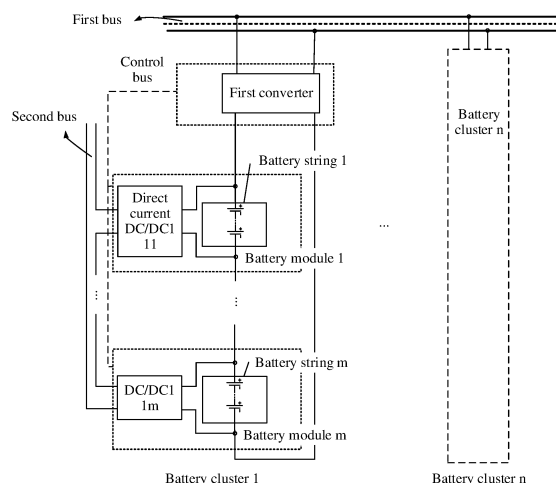 First bus
Control
bus
First converter
Second bus
Battery
cluster n
Battery string 1
Direct
current
DC/DC1
11
...
Battery module 1
...
...
Battery string m
DC/DC1
1m
Battery module m
Battery cluster 1
Battery cluster n